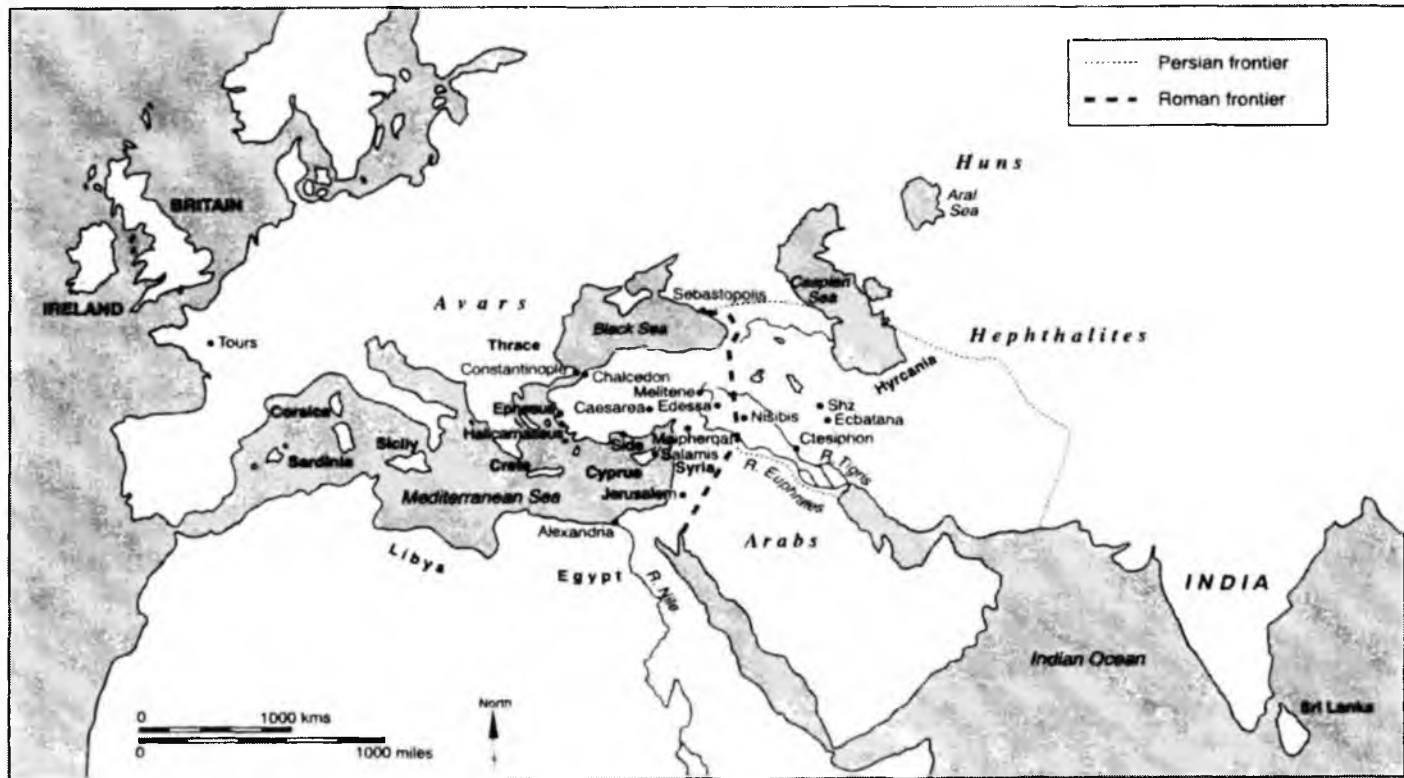 Persian frontier
Roman frontier
Huns
Aral
Sea
BRITAIN
IRELAND
Caspian
Sea
Sebastopolis
Avars
Black Sea
Hephthalites
Tours
Thrace
Constantinople
Chalcedon
Hyrcania
Melitene
Shz
Corsica
Ephesus
Caesarea
Edessa
Nisibis
Ecbatana
Halicarnassus
Ctesiphon
Sicily
Side
Maipherqat
Salamis
R. Tigris
Sardinia
Crete
Cyprus
Syria
R. Euphrates
Mediterranean Sea
Jerusalem
Alexandria
Arabs
Libya
Egypt
R. Nile
INDIA
Indian Ocean
North
Sri Lanka
0 1000 kms
0 1000 miles